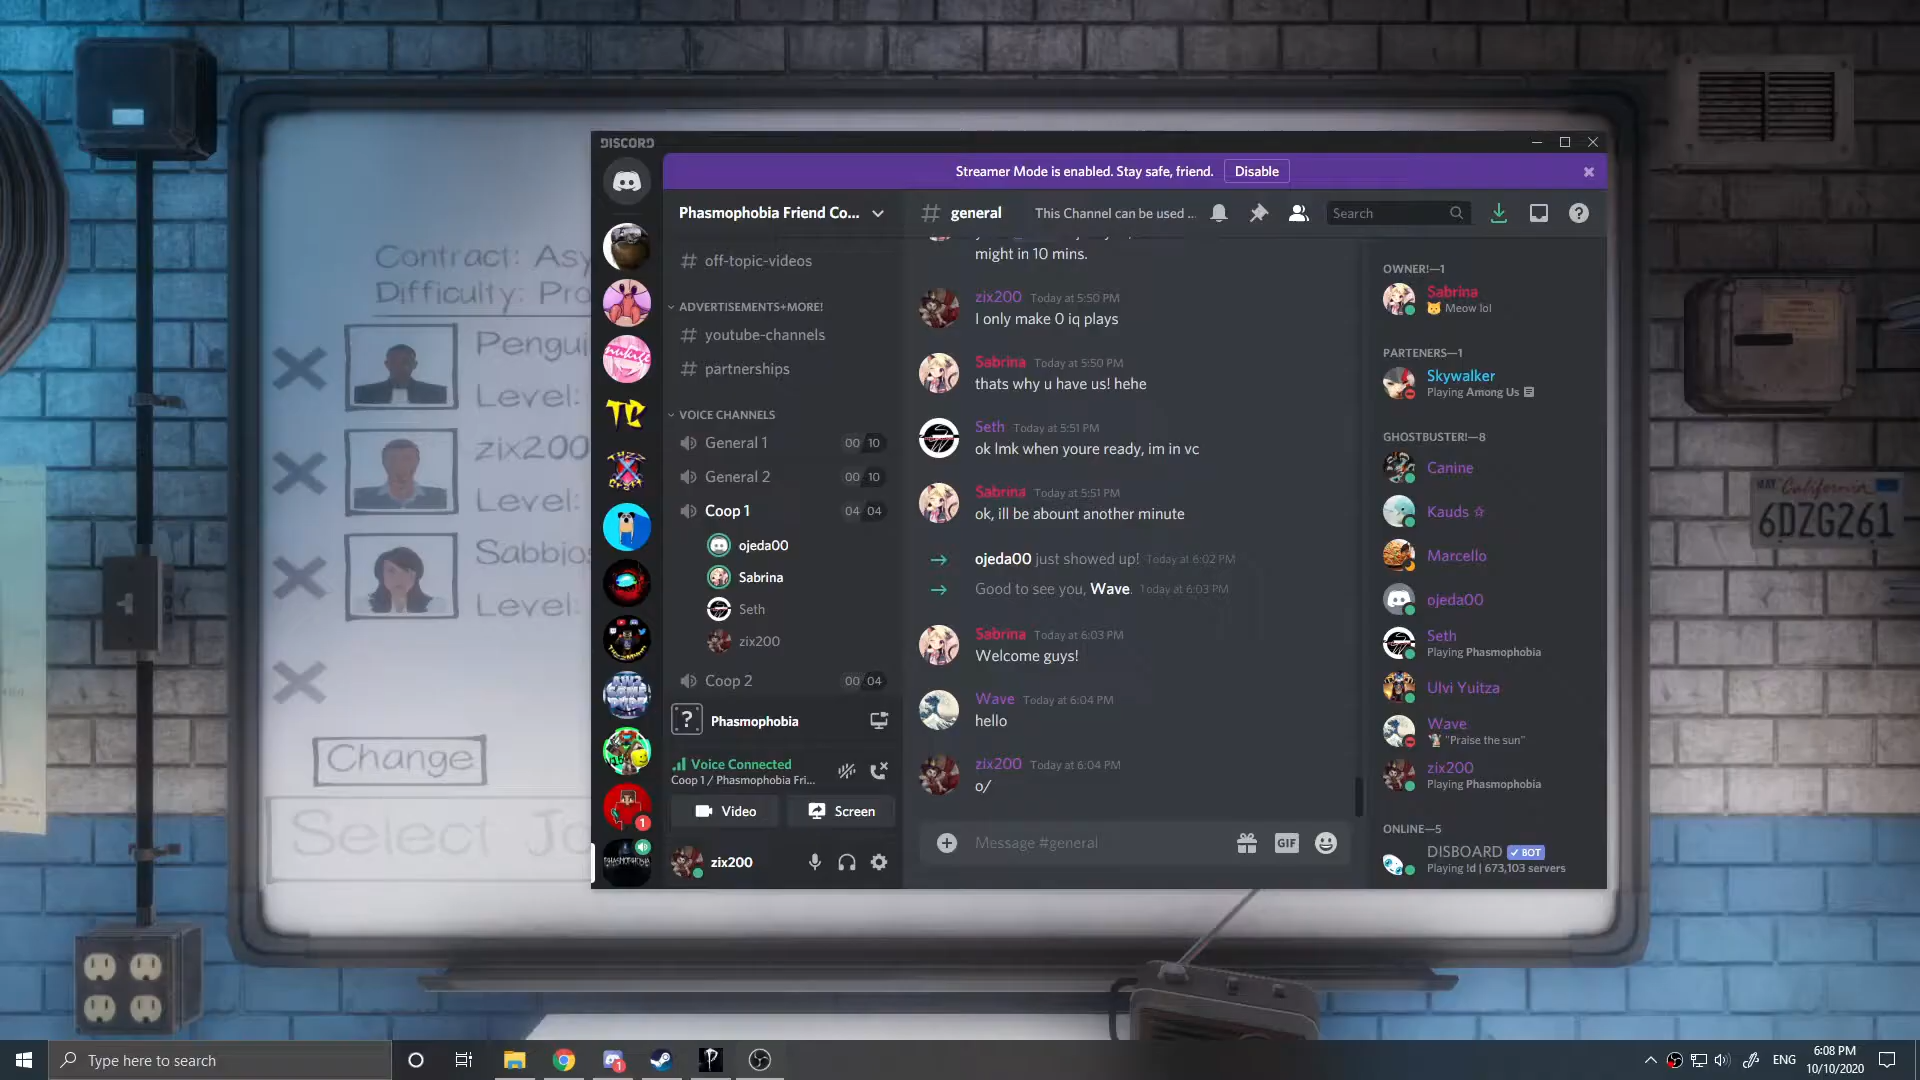 DISCORD
Streamer Mode is enabled. Stay safe, friend.
Disable
Phasmophobia Friend Co...
general
This Channel can be used ...
Search
off-topic-videos
ADVERTISEMENTS+MORE!
youtube-channels
partnerships
VOICE CHANNELS
General 1 00 10
General 2 00 10
Coop 1 04 04
ojeda00
Sabrina
Seth
zix200
Coop 2 00 04
? Phasmophobia
Voice Connected
Coop 1 / Phasmophobia Fri...
Video
Screen
zix200
might in 10 mins.
zix200 Today at 5:50 PM
I only make 0 iq plays
Sabrina Today at 5:50 PM
thats why u have us! hehe
Seth Today at 5:51 PM
ok lmk when youre ready, im in vc
Sabrina Today at 5:51 PM
ok, ill be abount another minute
ojeda00 just showed up! Today at 6:02 PM
Good to see you, Wave. Today at 6:03 PM
Sabrina Today at 6:03 PM
Welcome guys!
Wave Today at 6:04 PM
hello
zix200 Today at 6:04 PM
o/
Message #general
GIF
OWNER!—1
Sabrina
Meow lol
PARTENERS—1
Skywalker
Playing Among Us
GHOSTBUSTER!—8
Canine
Kauds ☆
Marcello
ojeda00
Seth
Playing Phasmophobia
Ulvi Yuitza
Wave
"Praise the sun"
zix200
Playing Phasmophobia
ONLINE—5
DISBOARD ✓ BOT
Playing !d | 673,103 servers
TC
1
Contract: Asy
Difficulty: Pro
Pengui
Level:
zix200
Level:
Sabbio
Level:
Change
Select Jo
MAY California
6DZG261
Type here to search
1
ENG
6:08 PM
10/10/2020